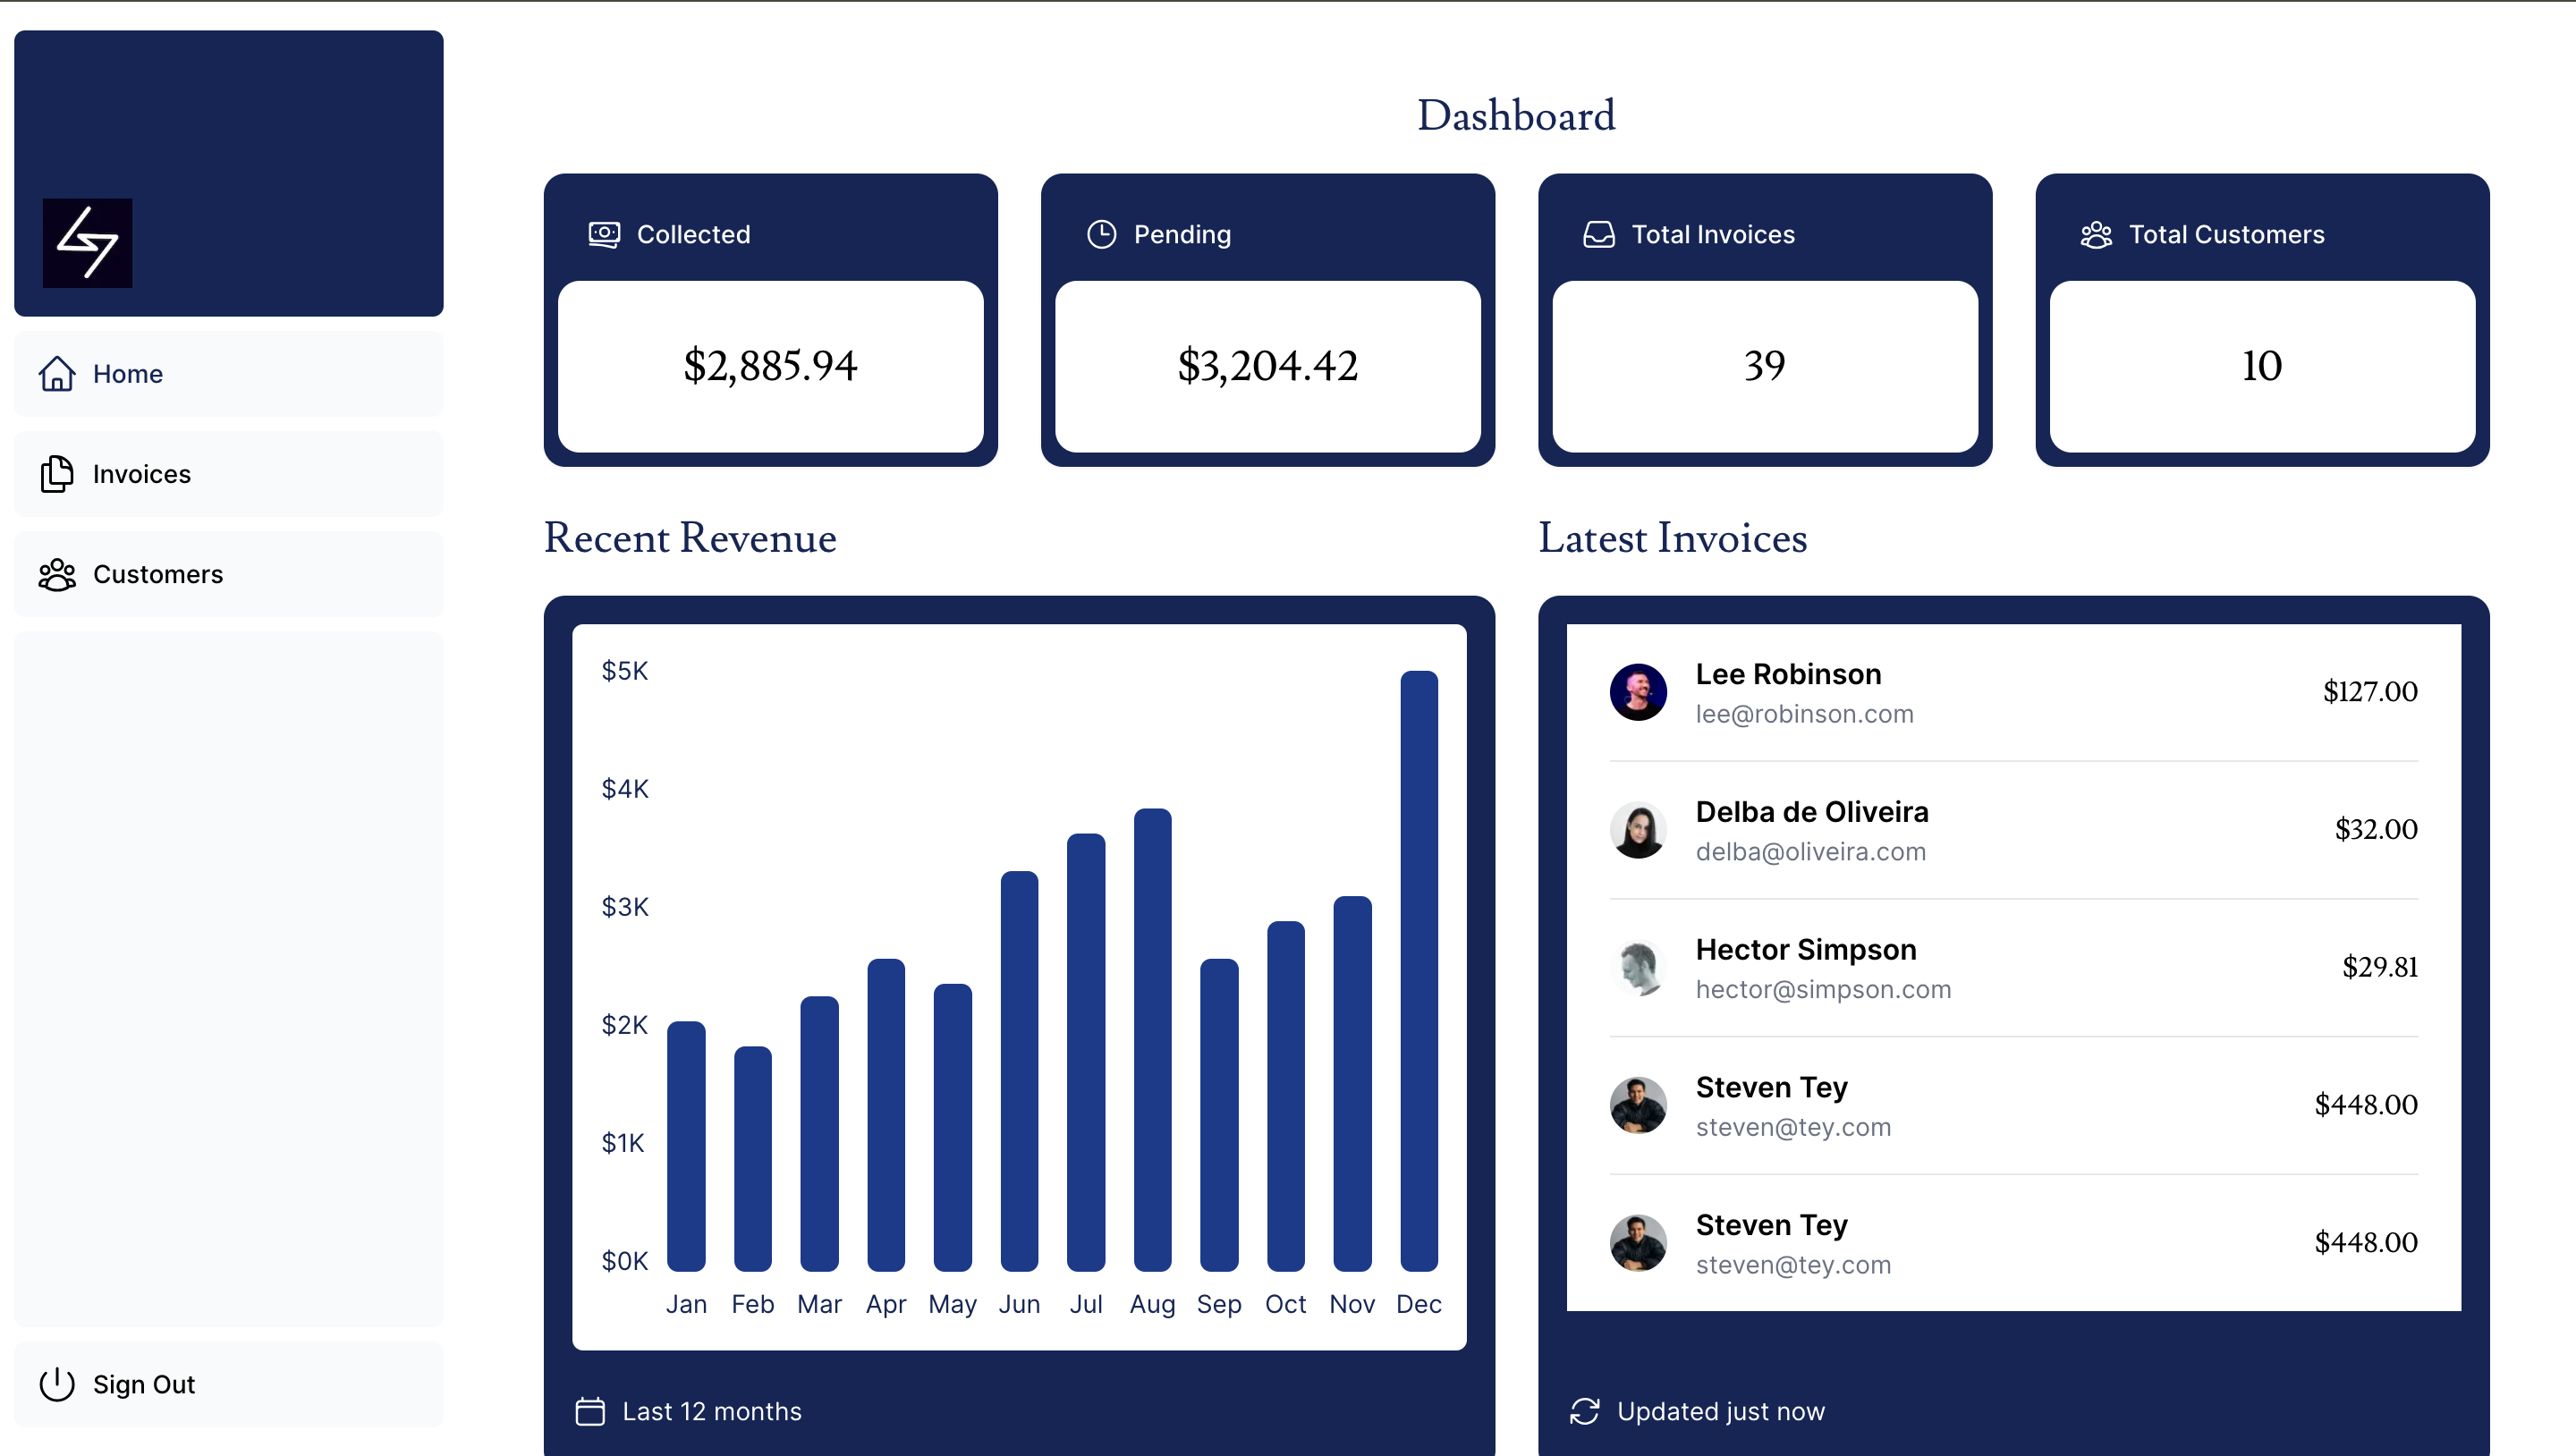 Dashboard
Home
Invoices
Customers
Sign Out
Collected
$2,885.94
Pending
$3,204.42
Total Invoices
39
Total Customers
10
Recent Revenue
$5K
$4K
$3K
$2K
$1K
$0K
Jan Feb Mar Apr May Jun Jul Aug Sep Oct Nov Dec
Last 12 months
Latest Invoices
Lee Robinson
lee@robinson.com
$127.00
Delba de Oliveira
delba@oliveira.com
$32.00
Hector Simpson
hector@simpson.com
$29.81
Steven Tey
steven@tey.com
$448.00
Steven Tey
steven@tey.com
$448.00
Updated just now